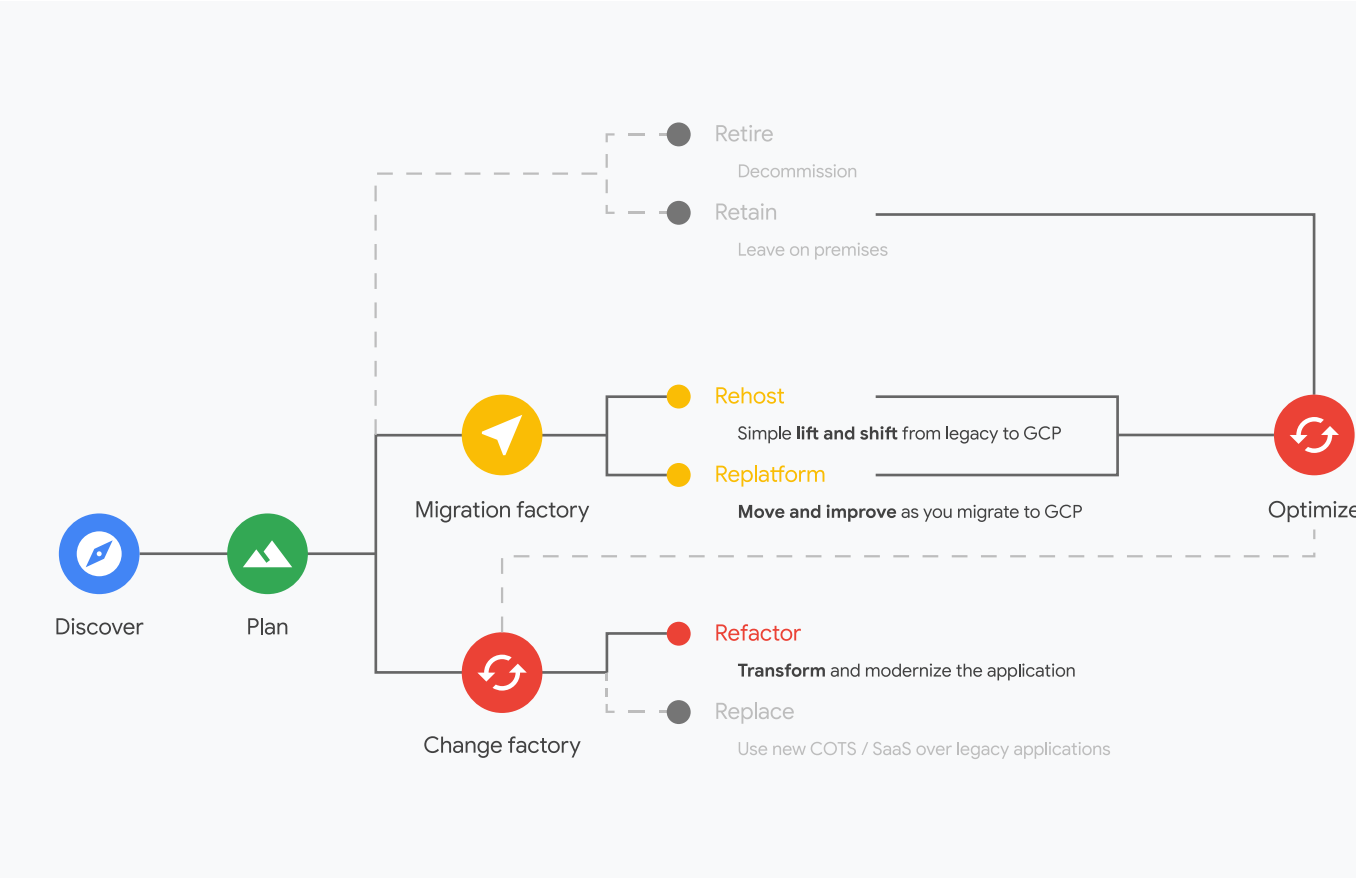 Retire
Decommission
Retain
Leave on premises
Rehost
Simple lift and shift from legacy to GCP
Replatform
Move and improve as you migrate to GCP
Migration factory
Optimize
Discover
Plan
Refactor
Transform and modernize the application
Replace
Use new COTS / SaaS over legacy applications
Change factory